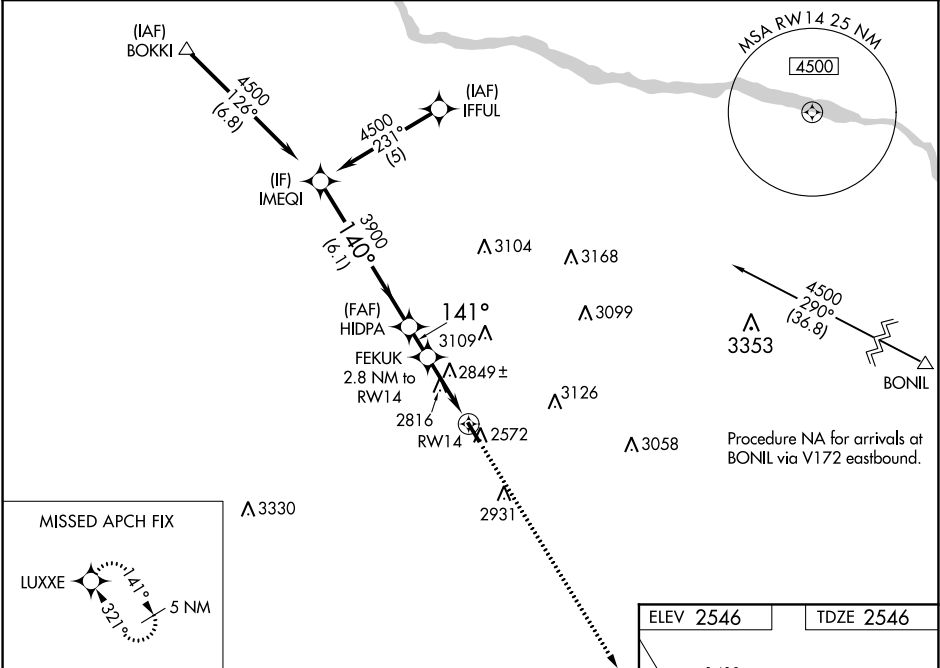 (IAF)
BOKKI
4500
126°
(6.8)
(IAF)
IFFUL
4500
231°
(5)
MSA RW14 25 NM
4500
(IF)
IMEQI
3900
140°
(6.1)
3104
3168
(FAF)
HIDPA
141°
3109
3099
4500
290°
(36.8)
3353
BONIL
FEKUK
2.8 NM to
RW14
2849±
2816
3126
RW14
2572
3058
Procedure NA for arrivals at
BONIL via V172 eastbound.
3330
2931
MISSED APCH FIX
LUXXE
141°
321°
5 NM
ELEV 2546
TDZE 2546